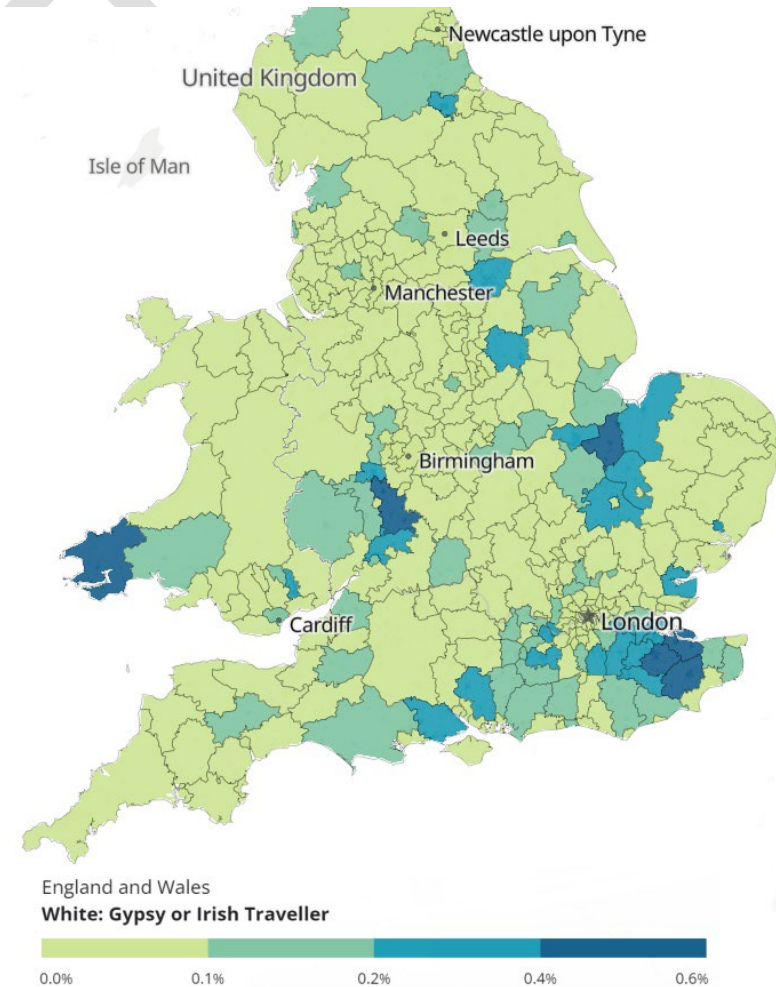 Newcastle upon Tyne
United Kingdom
Isle of Man
Leeds
Manchester
Birmingham
London
Cardiff
England and Wales
White: Gypsy or Irish Traveller
0.0% 0.1% 0.2% 0.4% 0.6%